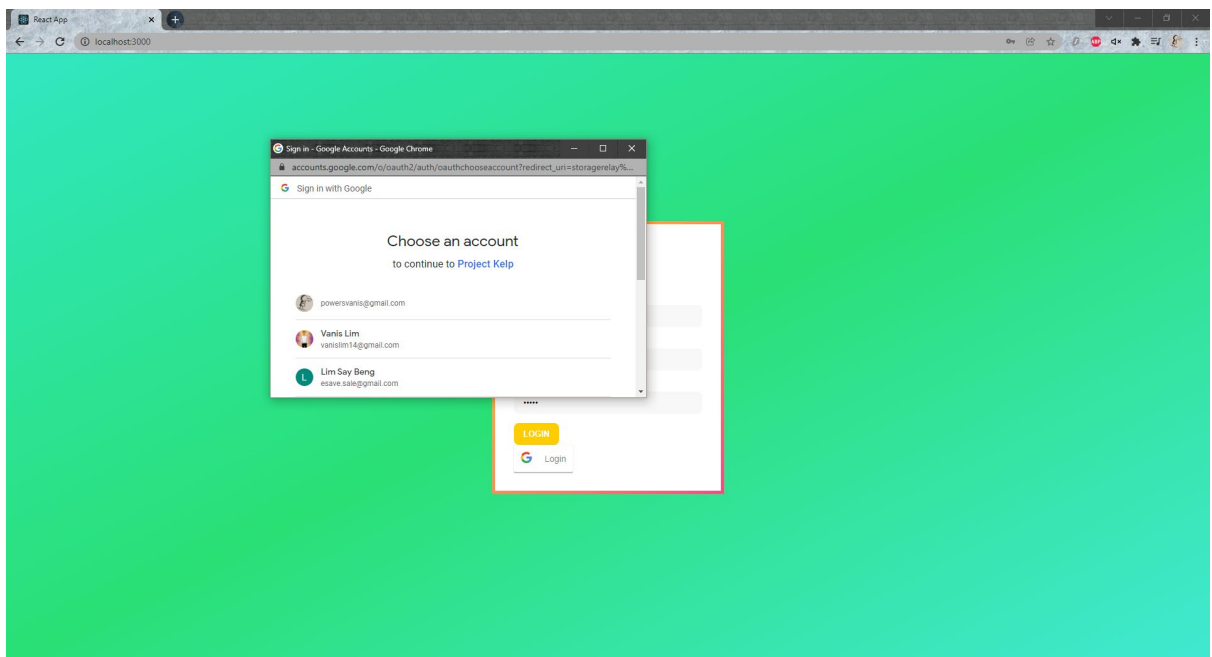 React App
localhost:3000
Sign in - Google Accounts - Google Chrome
accounts.google.com/o/oauth2/auth/oauthchooseaccount?redirect_uri=storagerelay%...
Sign in with Google
Choose an account
to continue to Project Kelp
powersvanis@gmail.com
Vanis Lim
vanislim14@gmail.com
L
Lim Say Beng
esave.sale@gmail.com
•••••
LOGIN
Login